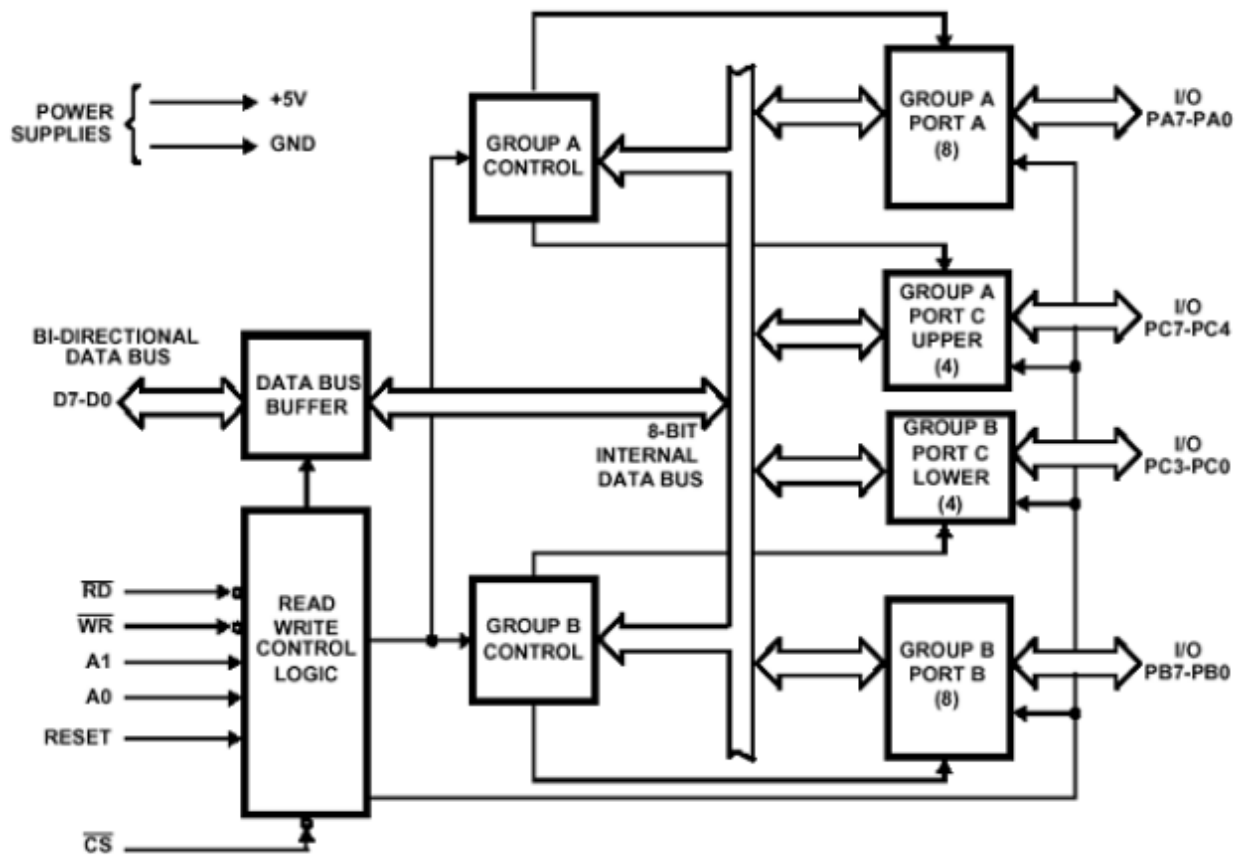 POWER
SUPPLIES
+5V
GND
GROUP A
CONTROL
GROUP A
PORT A
(8)
I/O
PA7-PA0
GROUP A
PORT C
UPPER
(4)
I/O
PC7-PC4
BI-DIRECTIONAL
DATA BUS
D7-D0
DATA BUS
BUFFER
8-BIT
INTERNAL
DATA BUS
GROUP B
PORT C
LOWER
(4)
I/O
PC3-PC0
RD
WR
A1
A0
RESET
CS
READ
WRITE
CONTROL
LOGIC
GROUP B
CONTROL
GROUP B
PORT B
(8)
I/O
PB7-PB0